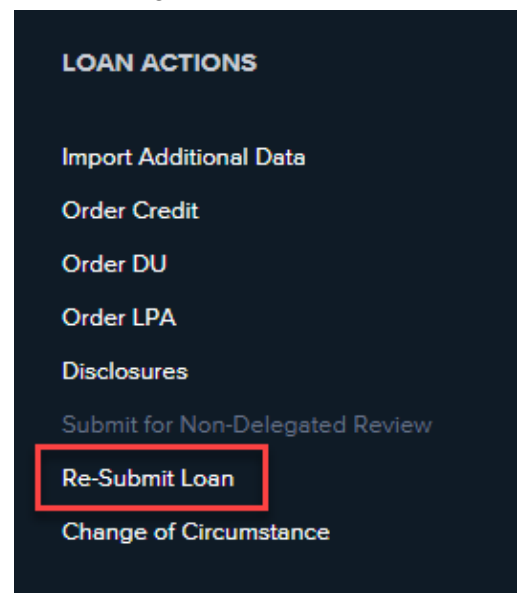 LOAN ACTIONS
Import Additional Data
Order Credit
Order DU
Order LPA
Disclosures
Submit for Non-Delegated Review
Re-Submit Loan
Change of Circumstance